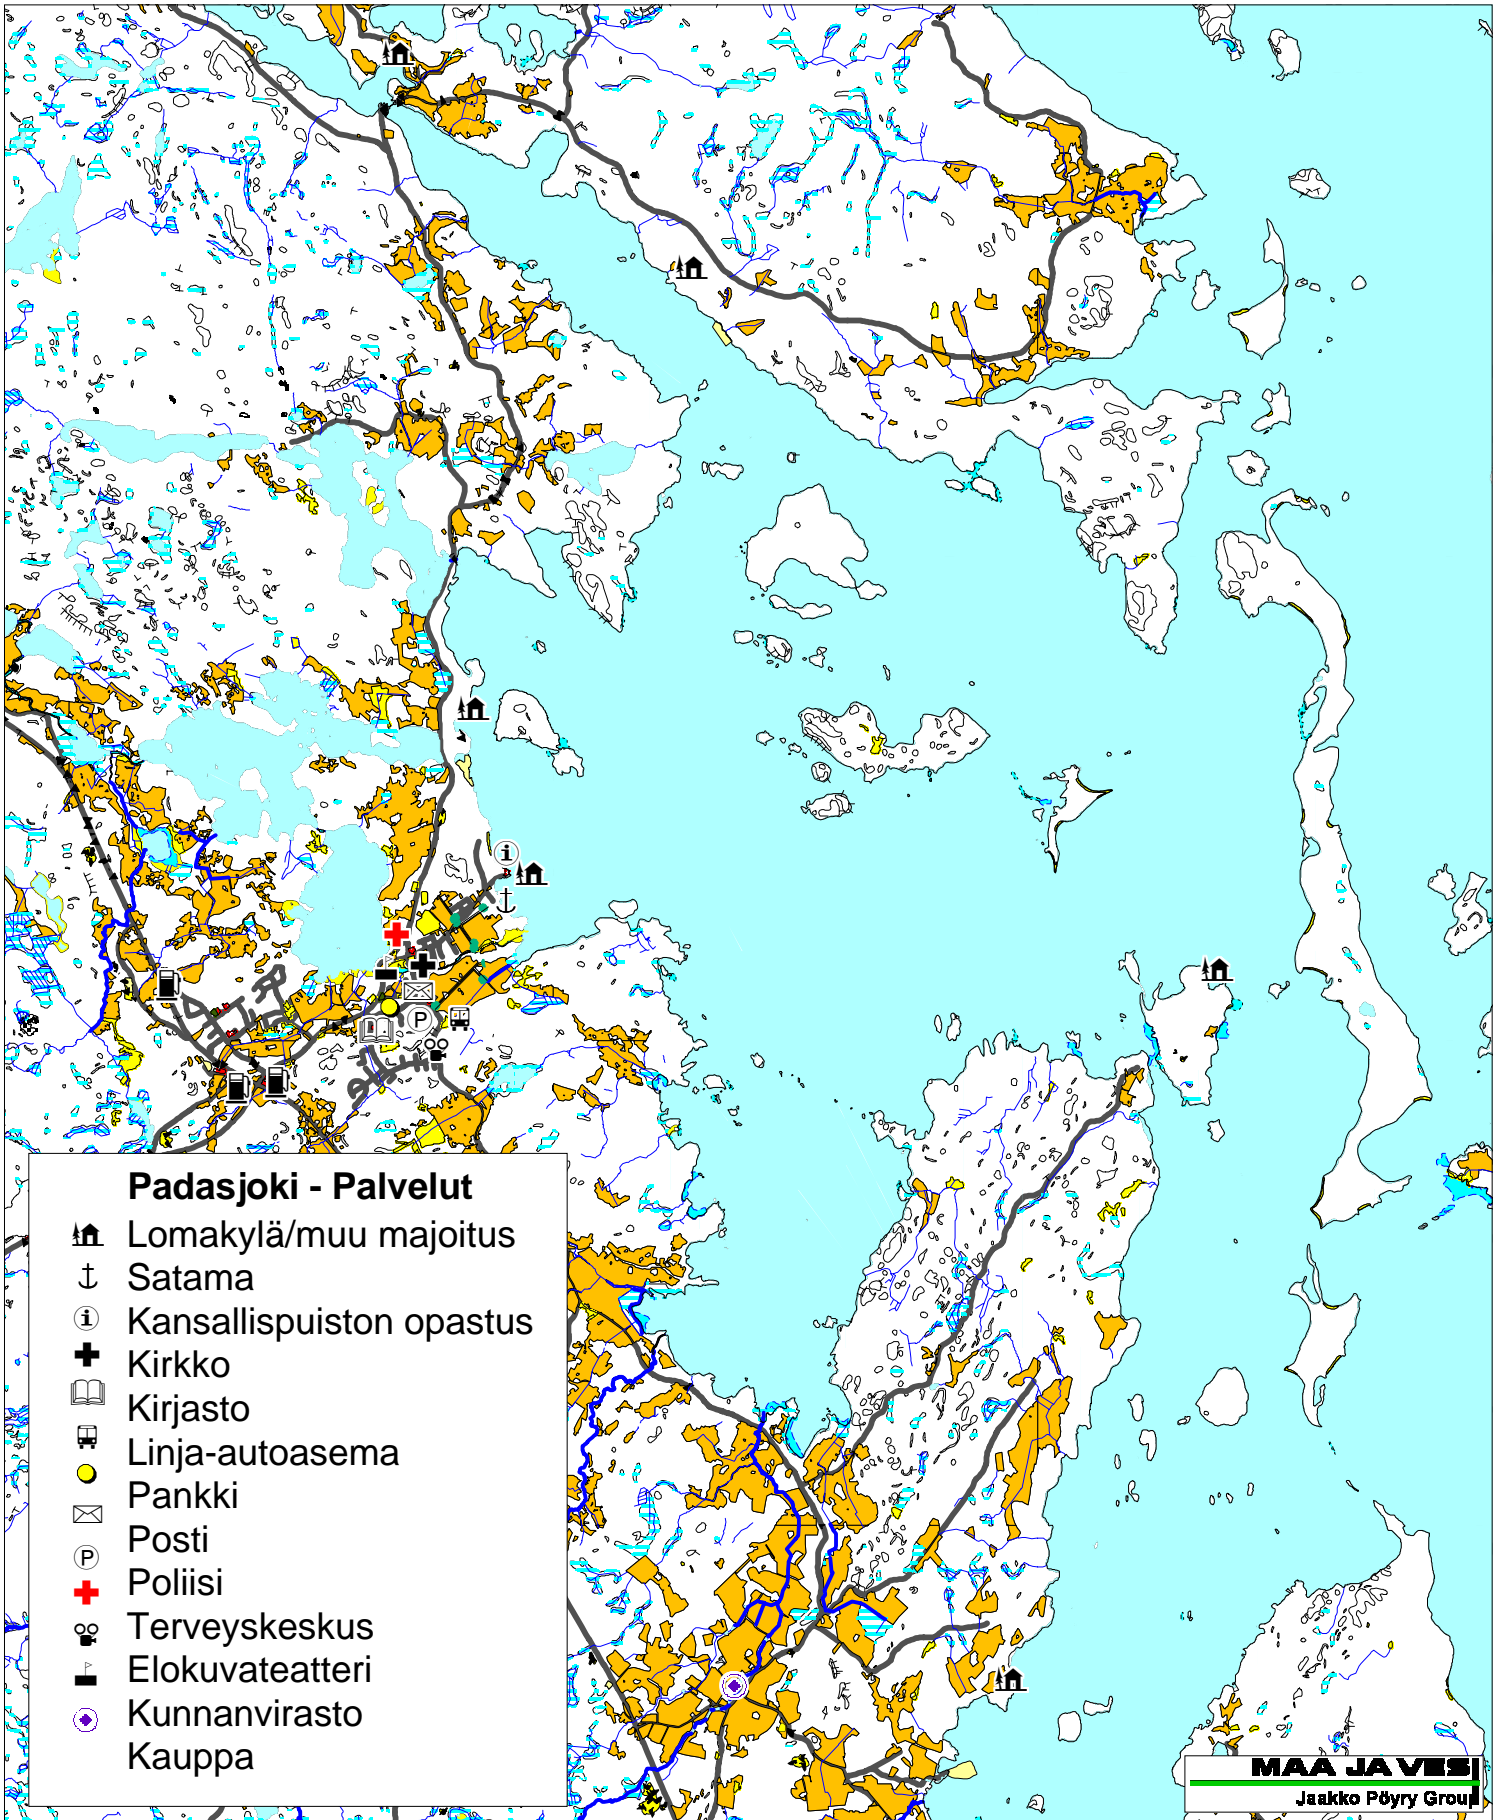 Padasjoki - Palvelut
Lomakylä/muu majoitus
Satama
i Kansallispuiston opastus
Kirkko
Kirjasto
Linja-autoasema
Pankki
Posti
P Poliisi
Terveyskeskus
Elokuvateatteri
Kunnanvirasto
Kauppa
i
P
MAA JA VESI
Jaakko Pöyry Group